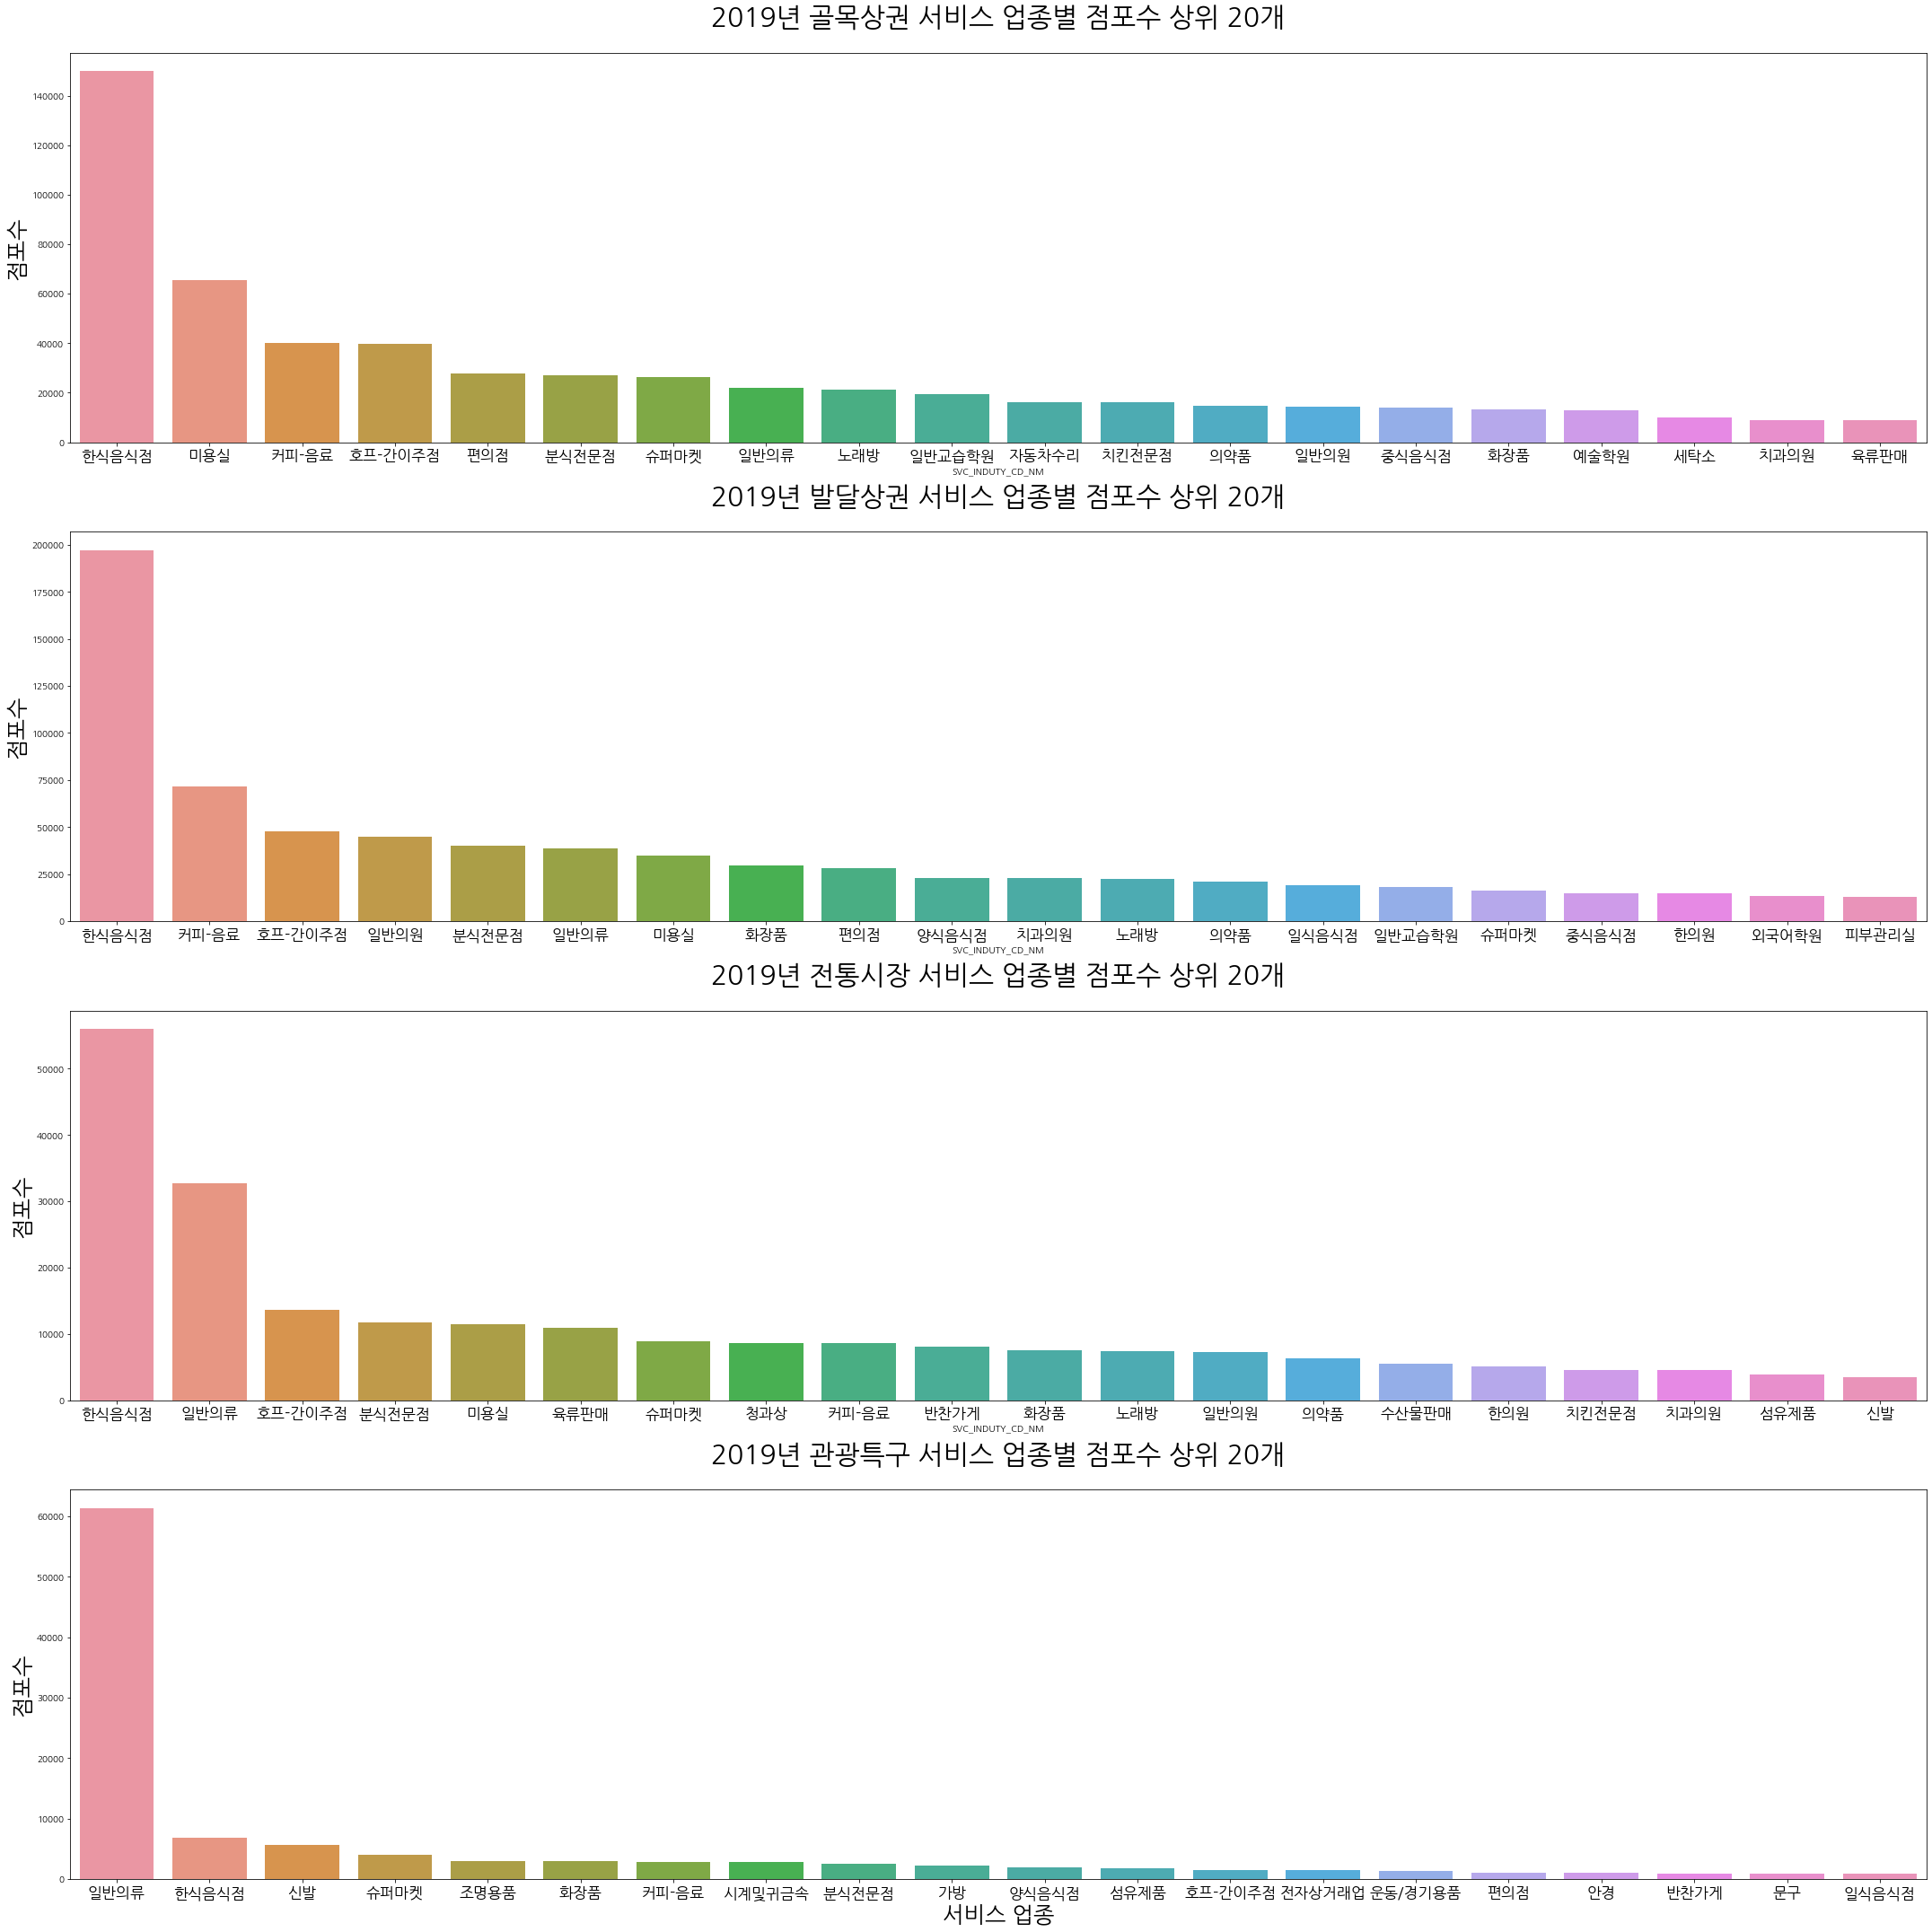 2019년 골목상권 서비스 업종별 점포수 상위 20개
140000
120000
100000
80000
60000
40000
20000
0
점포수
한식음식점 미용실 커피-음료 호프-간이주점 편의점 분식전문점 슈퍼마켓 일반의류 노래방 일반교습학원 자동차수리 치킨전문점 의약품 일반의원 중식음식점 화장품 예술학원 세탁소 치과의원 육류판매
SVC_INDUTY_CD_NM
2019년 발달상권 서비스 업종별 점포수 상위 20개
200000
175000
150000
125000
100000
75000
50000
25000
0
점포수
한식음식점 커피-음료 호프-간이주점 일반의원 분식전문점 일반의류 미용실 화장품 편의점 양식음식점 치과의원 노래방 의약품 일식음식점 일반교습학원 슈퍼마켓 중식음식점 한의원 외국어학원 피부관리실
SVC_INDUTY_CD_NM
2019년 전통시장 서비스 업종별 점포수 상위 20개
50000
40000
30000
20000
10000
0
점포수
한식음식점 일반의류 호프-간이주점 분식전문점 미용실 육류판매 슈퍼마켓 청과상 커피-음료 반찬가게 화장품 노래방 일반의원 의약품 수산물판매 한의원 치킨전문점 치과의원 섬유제품 신발
SVC_INDUTY_CD_NM
2019년 관광특구 서비스 업종별 점포수 상위 20개
60000
50000
40000
30000
20000
10000
0
점포수
일반의류 한식음식점 신발 슈퍼마켓 조명용품 화장품 커피-음료 시계및귀금속 분식전문점 가방 양식음식점 섬유제품 호프-간이주점 전자상거래업 운동/경기용품 편의점 안경 반찬가게 문구 일식음식점
서비스 업종